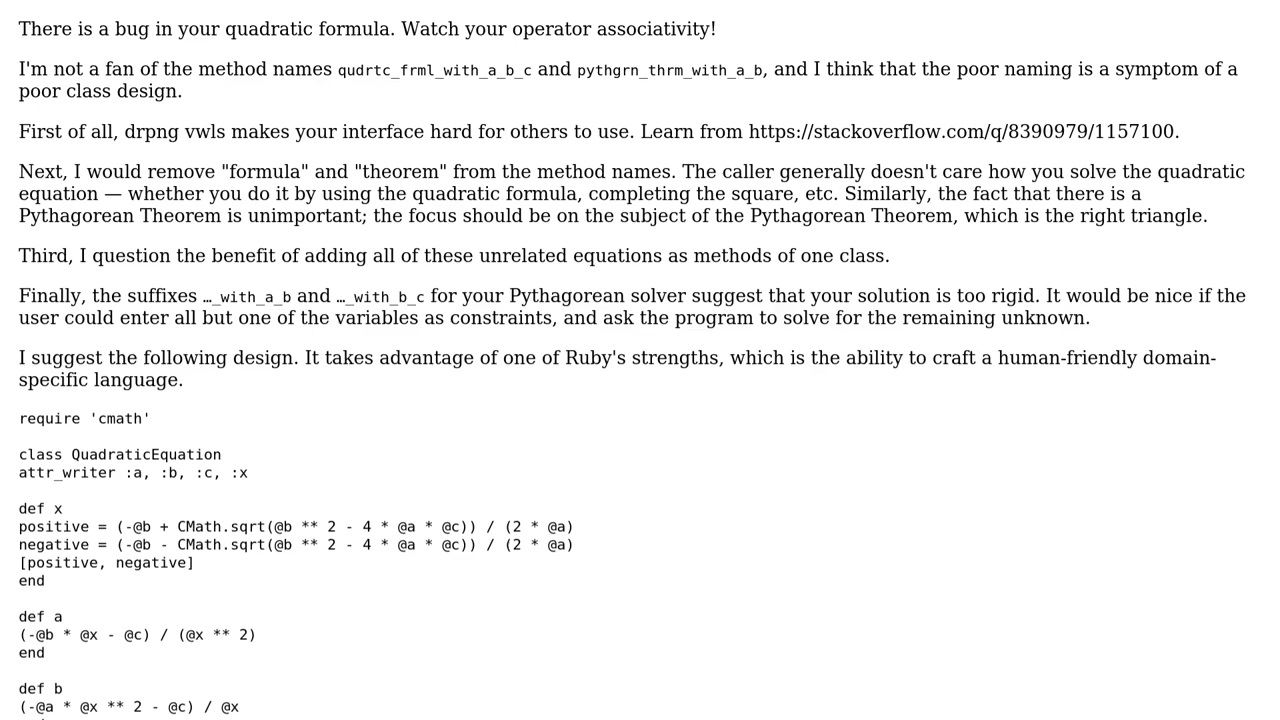 There is a bug in your quadratic formula. Watch your operator associativity!
I'm not a fan of the method names qudrtc_frml_with_a_b_c and pythgrn_thrm_with_a_b, and I think that the poor naming is a symptom of a
poor class design.
First of all, drpng vwls makes your interface hard for others to use. Learn from https://stackoverflow.com/q/8390979/1157100.
Next, I would remove "formula" and "theorem" from the method names. The caller generally doesn't care how you solve the quadratic
equation — whether you do it by using the quadratic formula, completing the square, etc. Similarly, the fact that there is a
Pythagorean Theorem is unimportant; the focus should be on the subject of the Pythagorean Theorem, which is the right triangle.
Third, I question the benefit of adding all of these unrelated equations as methods of one class.
Finally, the suffixes …_with_a_b and …_with_b_c for your Pythagorean solver suggest that your solution is too rigid. It would be nice if the
user could enter all but one of the variables as constraints, and ask the program to solve for the remaining unknown.
I suggest the following design. It takes advantage of one of Ruby's strengths, which is the ability to craft a human-friendly domain-
specific language.
require 'cmath'
class QuadraticEquation
attr_writer :a, :b, :c, :x
def x
positive = (-@b + CMath.sqrt(@b ** 2 - 4 * @a * @c)) / (2 * @a)
negative = (-@b - CMath.sqrt(@b ** 2 - 4 * @a * @c)) / (2 * @a)
[positive, negative]
end
def a
(-@b * @x - @c) / (@x ** 2)
end
def b
(-@a * @x ** 2 - @c) / @x